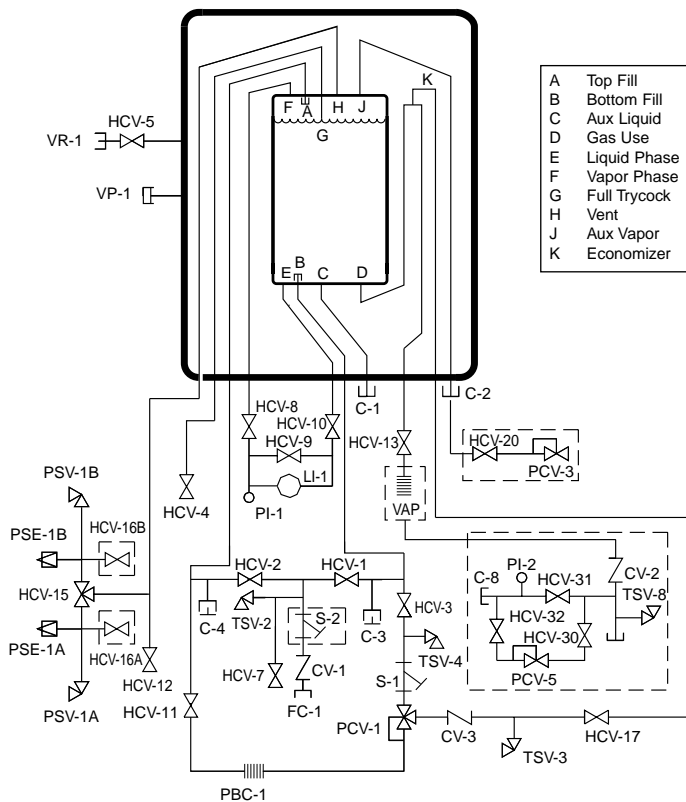 K
A Top Fill
B Bottom Fill
C Aux Liquid
D Gas Use
E Liquid Phase
F Vapor Phase
G Full Trycock
H Vent
J Aux Vapor
K Economizer
F
A
H
J
G
HCV-5
VR-1
VP-1
B
E
C
D
C-1
C-2
HCV-8
HCV-10
HCV-9
LI-1
PI-1
HCV-13
VAP
HCV-20
PCV-3
HCV-4
PSV-1B
PSE-1B
HCV-16B
HCV-15
PSE-1A
HCV-16A
PSV-1A
HCV-12
HCV-11
HCV-2
HCV-1
C-4
TSV-2
S-2
C-3
HCV-3
HCV-7
CV-1
FC-1
TSV-4
S-1
PCV-1
PBC-1
CV-3
TSV-3
HCV-17
PI-2
C-8
HCV-31
CV-2
TSV-8
HCV-32
HCV-30
PCV-5